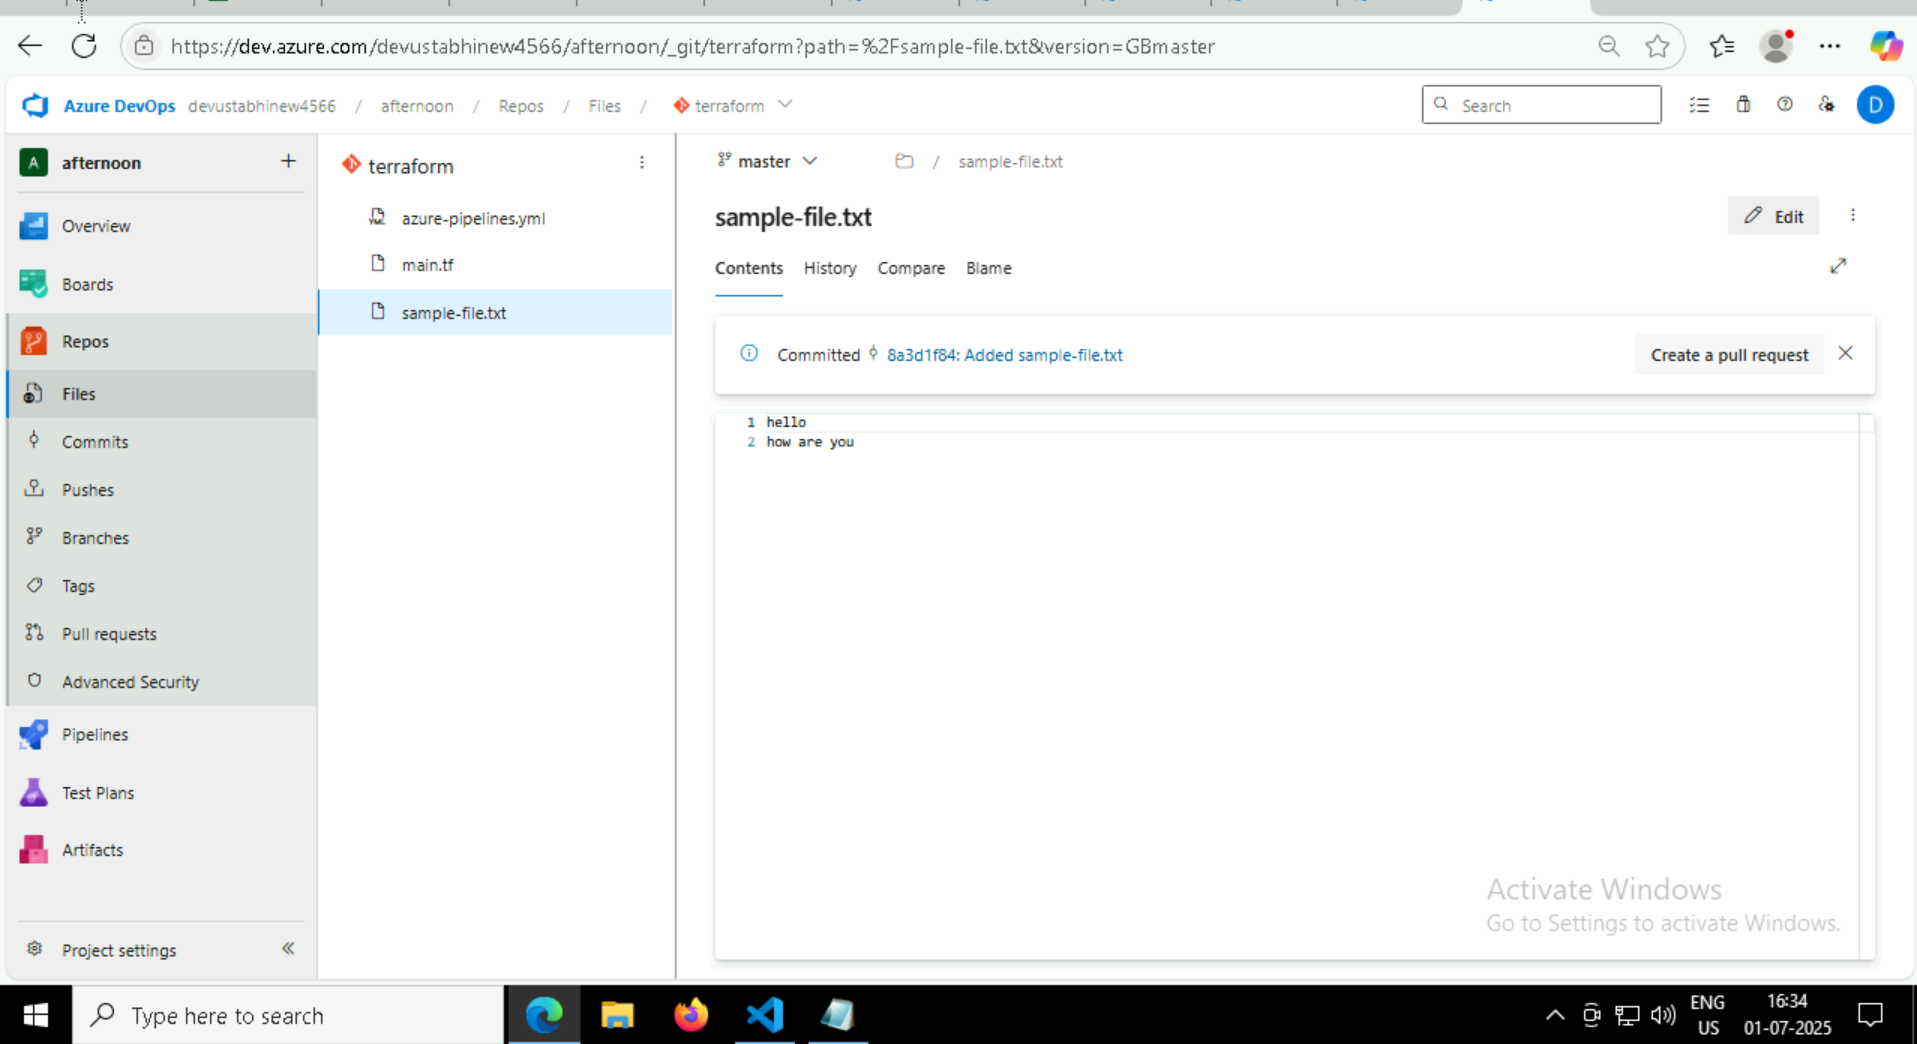 https://dev.azure.com/devustabhinew4566/afternoon/_git/terraform?path=%2Fsample-file.txt&version=GBmaster
Azure DevOps devustabhinew4566 / afternoon / Repos / Files / terraform
Search
D
A afternoon +
Overview
Boards
Repos
Files
Commits
Pushes
Branches
Tags
Pull requests
Advanced Security
Pipelines
Test Plans
Artifacts
Project settings
terraform
azure-pipelines.yml
main.tf
sample-file.txt
master / sample-file.txt
sample-file.txt
Edit
Contents History Compare Blame
Committed 8a3d1f84: Added sample-file.txt
Create a pull request
1 hello
2 how are you
Activate Windows
Go to Settings to activate Windows.
Type here to search
ENG
US
16:34
01-07-2025